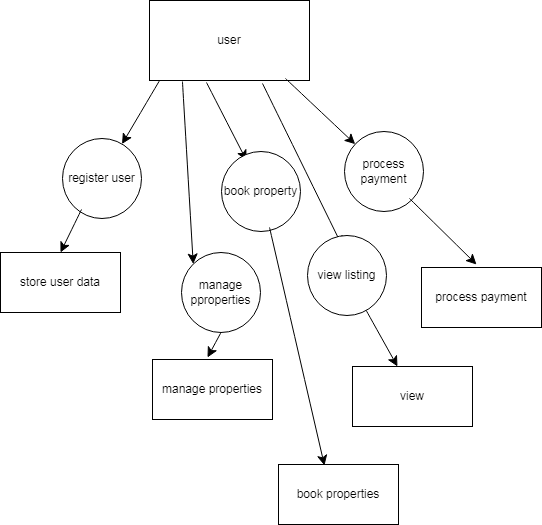 user
register user
book property
process
payment
view listing
manage
pproperties
store user data
process payment
manage properties
view
book properties